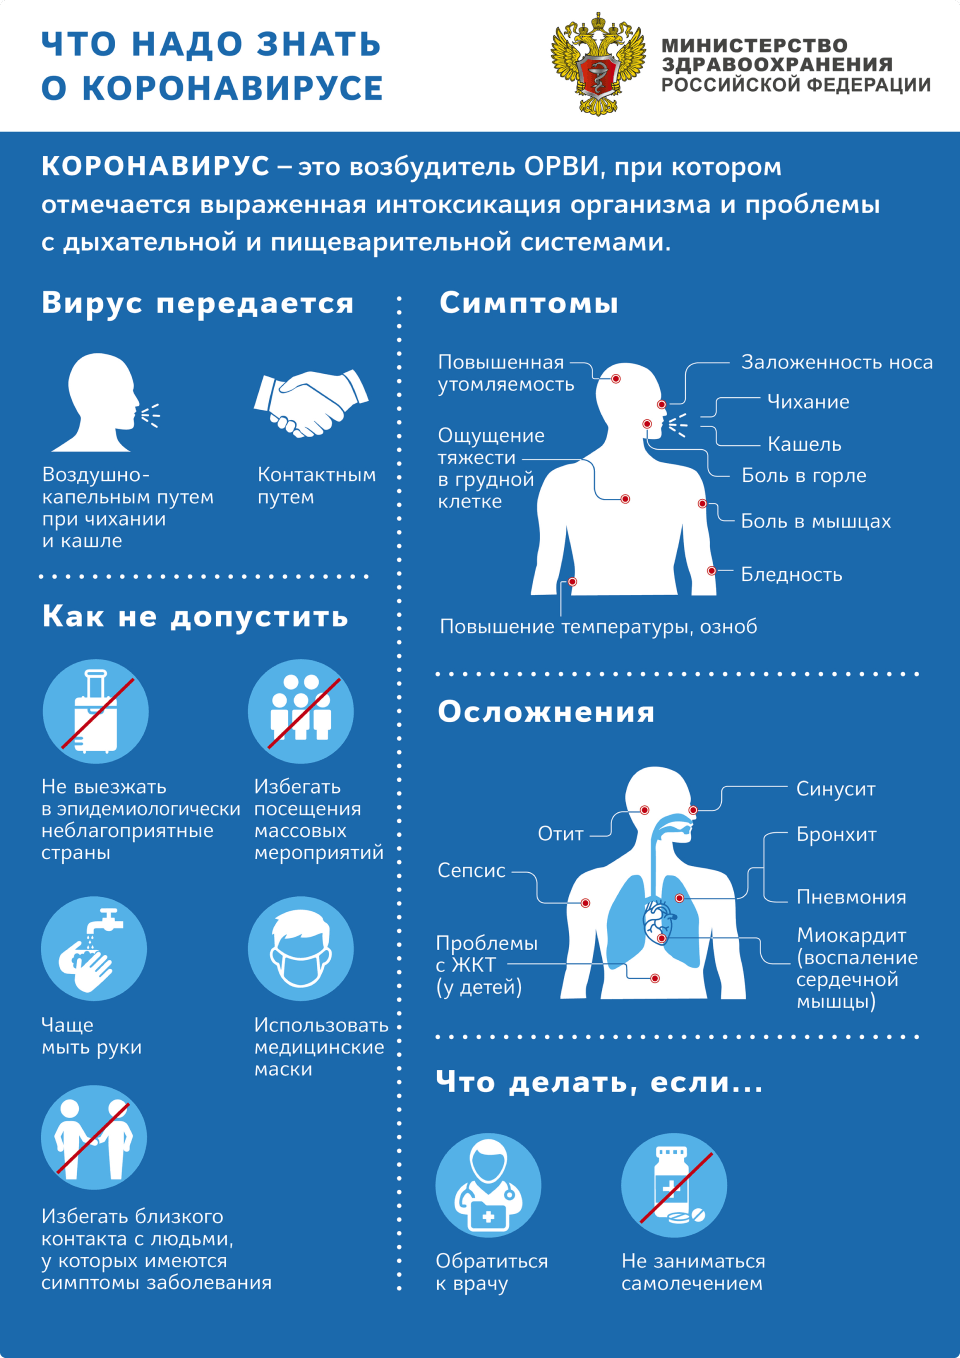 ЧТО НАДО ЗНАТЬ
О КОРОНАВИРУСЕ
МИНИСТЕРСТВО
ЗДРАВООХРАНЕНИЯ
РОССИЙСКОЙ ФЕДЕРАЦИИ
КОРОНАВИРУС – это возбудитель ОРВИ, при котором
отмечается выраженная интоксикация организма и проблемы
с дыхательной и пищеварительной системами.
Вирус передается
Воздушно-
капельным путем
при чихании
и кашле
Контактным
путем
Как не допустить
Не выезжать
в эпидемиологически
неблагоприятные
страны
Избегать
посещения
массовых
мероприятий
Чаще
мыть руки
Использовать
медицинские
маски
Избегать близкого
контакта с людьми,
у которых имеются
симптомы заболевания
Симптомы
Повышенная
утомляемость
Ощущение
тяжести
в грудной
клетке
Заложенность носа
Чихание
Кашель
Боль в горле
Боль в мышцах
Бледность
Повышение температуры, озноб
Осложнения
Отит
Сепсис
Проблемы
с ЖКТ
(у детей)
Синусит
Бронхит
Пневмония
Миокардит
(воспаление
сердечной
мышцы)
Что делать, если...
Обратиться
к врачу
Не заниматься
самолечением